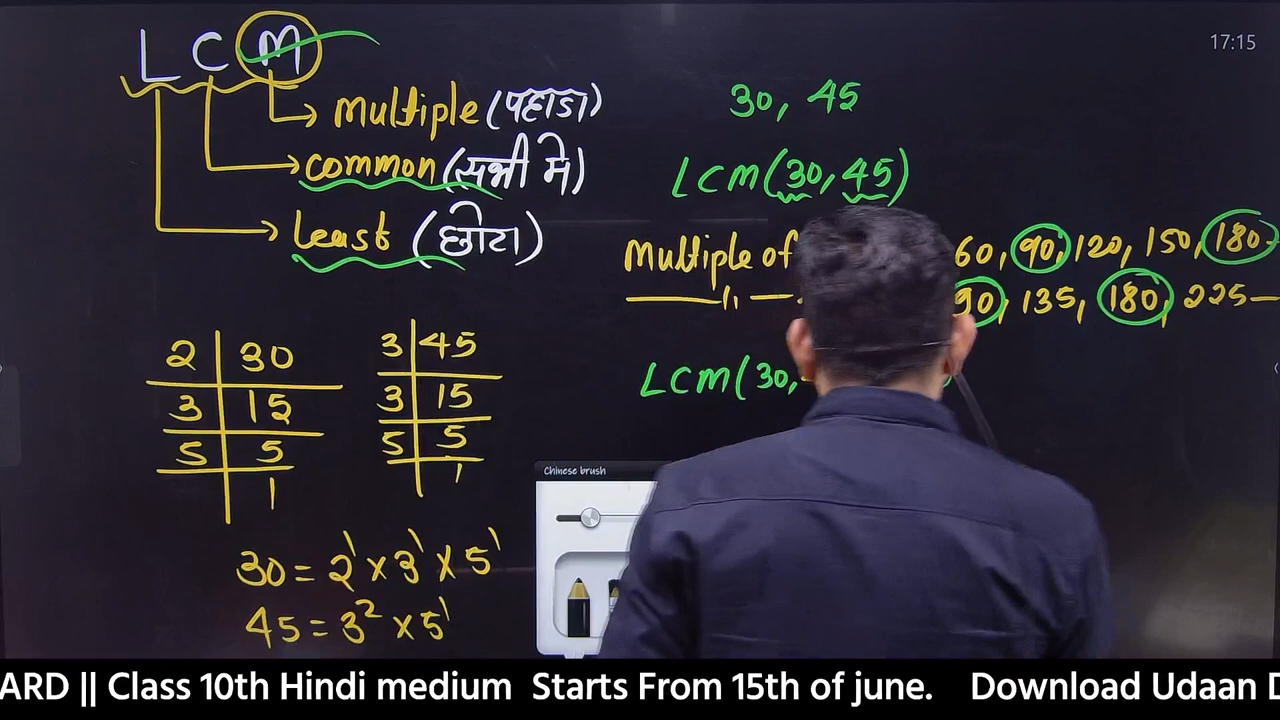 LCM
17:15
multiple (पहाडा)
common (सभी मे)
least (छोटा)
30, 45
LCM(30, 45)
Multiple of 60, 90, 120, 150, 180
90, 135, 180, 225
LCM(30,
2 30
3 15
5 5
1
3 45
3 15
5 5
1
Chinese brush
30 = 2¹ × 3¹ × 5¹
45 = 3² × 5¹
ARD || Class 10th Hindi medium Starts From 15th of june. Download Udaan